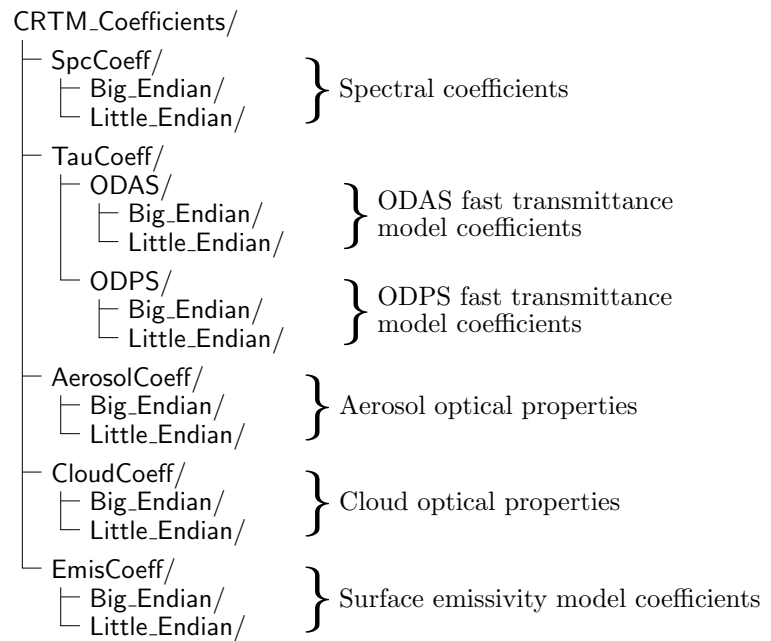 CRTM_Coefficients/
SpcCoeff/
Big_Endian/
Little_Endian/
Spectral coefficients
TauCoeff/
ODAS/
Big_Endian/
Little_Endian/
ODAS fast transmittance
model coefficients
ODPS/
Big_Endian/
Little_Endian/
ODPS fast transmittance
model coefficients
AerosolCoeff/
Big_Endian/
Little_Endian/
Aerosol optical properties
CloudCoeff/
Big_Endian/
Little_Endian/
Cloud optical properties
EmisCoeff/
Big_Endian/
Little_Endian/
Surface emissivity model coefficients